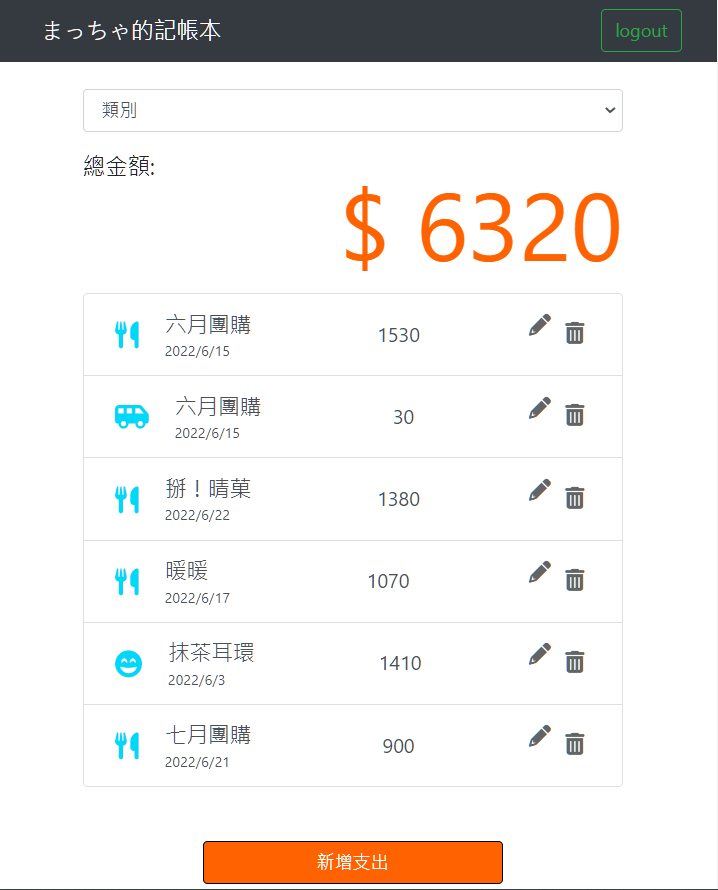 まっちゃ的記帳本
logout
類別
總金額:
$ 6320
六月團購
2022/6/15
1530
六月團購
2022/6/15
30
掰！晴菓
2022/6/22
1380
暖暖
2022/6/17
1070
抹茶耳環
2022/6/3
1410
七月團購
2022/6/21
900
新增支出